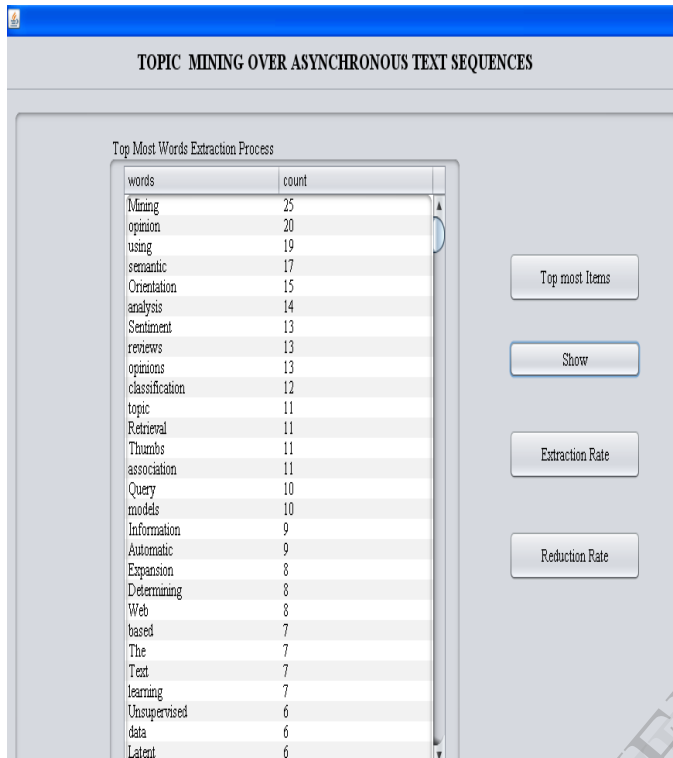 TOPIC MINING OVER ASYNCHRONOUS TEXT SEQUENCES
Top Most Words Extraction Process
words count
Mining 25
opinion 20
using 19
semantic 17
Orientation 15
analysis 14
Sentiment 13
reviews 13
opinions 13
classification 12
topic 11
Retrieval 11
Thumbs 11
association 11
Query 10
models 10
Information 9
Automatic 9
Expansion 8
Determining 8
Web 8
based 7
The 7
Text 7
learning 7
Unsupervised 6
data 6
Latent 6
Top most Items
Show
Extraction Rate
Reduction Rate